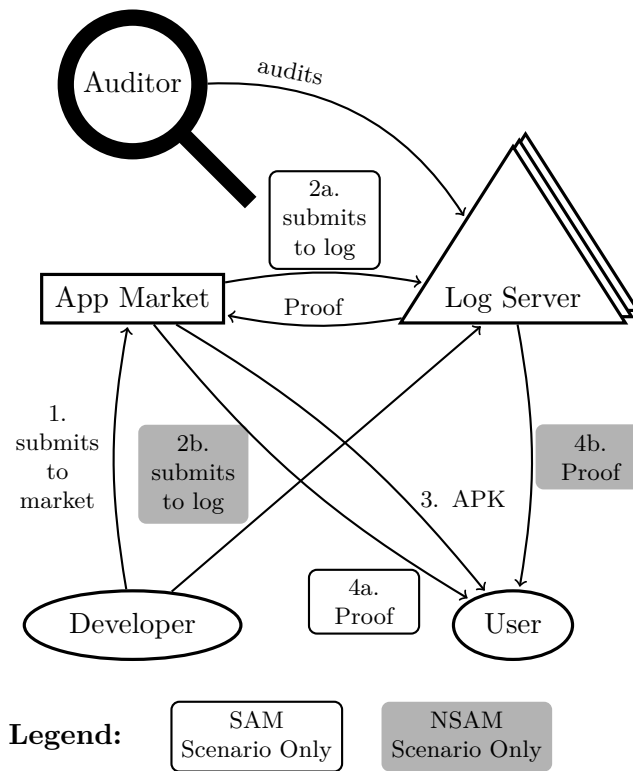 Auditor
audits
2a.
submits
to log
App Market
Proof
Log Server
1.
submits
to
market
2b.
submits
to log
4b.
Proof
3. APK
4a.
Proof
Developer
User
Legend:
SAM
Scenario Only
NSAM
Scenario Only